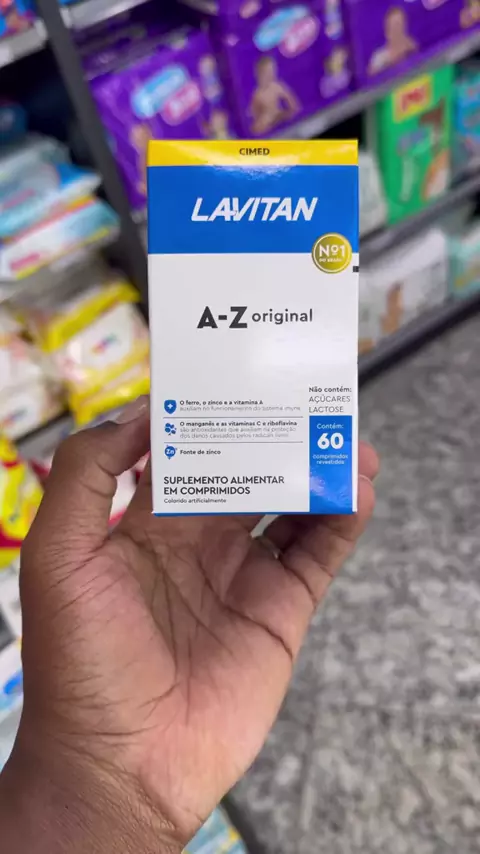 CIMED
LAVITAN
Nº1
A-Z original
O ferro, o zinco e a vitamina A
auxiliam no funcionamento do sistema imune
O manganês e as vitaminas C e riboflavina
são antioxidantes que auxiliam na proteção
dos danos causados pelos radicais livres
Zn
Fonte de zinco
Não contém:
AÇÚCARES
LACTOSE
Contém:
60
comprimidos
revestidos
SUPLEMENTO ALIMENTAR
EM COMPRIMIDOS
Colorido artificialmente